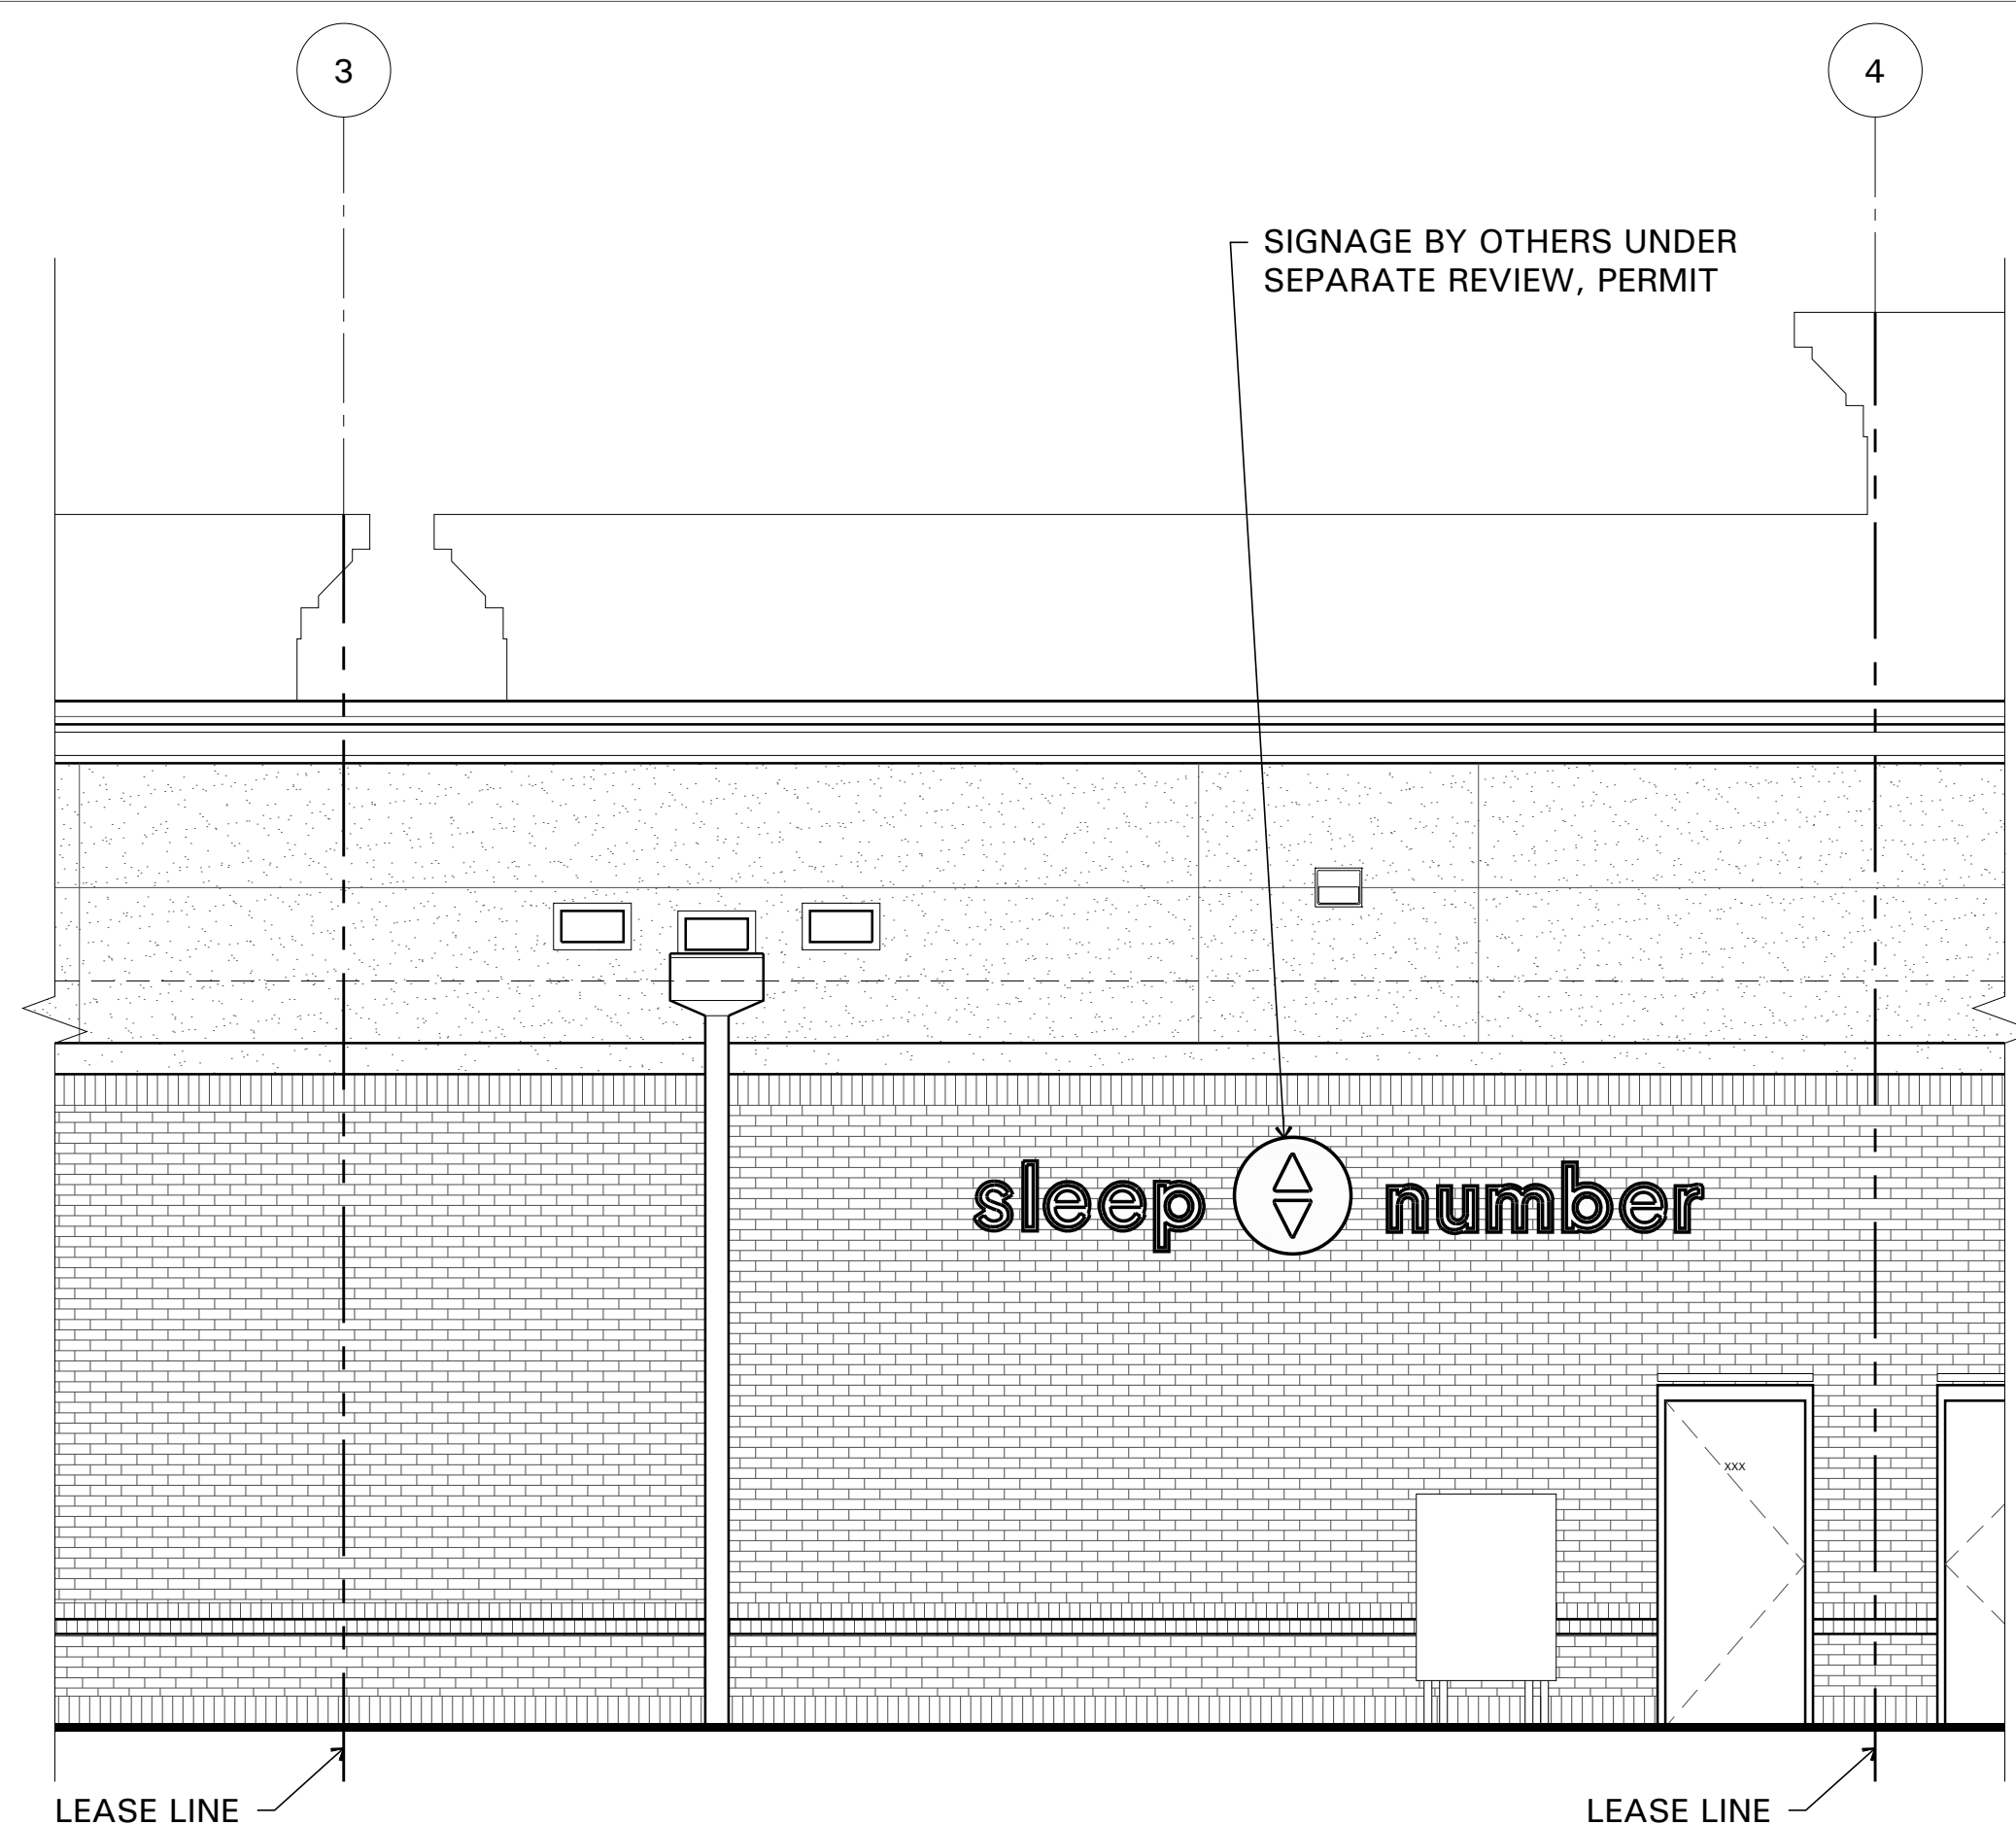 3
4
SIGNAGE BY OTHERS UNDER
SEPARATE REVIEW, PERMIT
sleep number
xxx
LEASE LINE
LEASE LINE